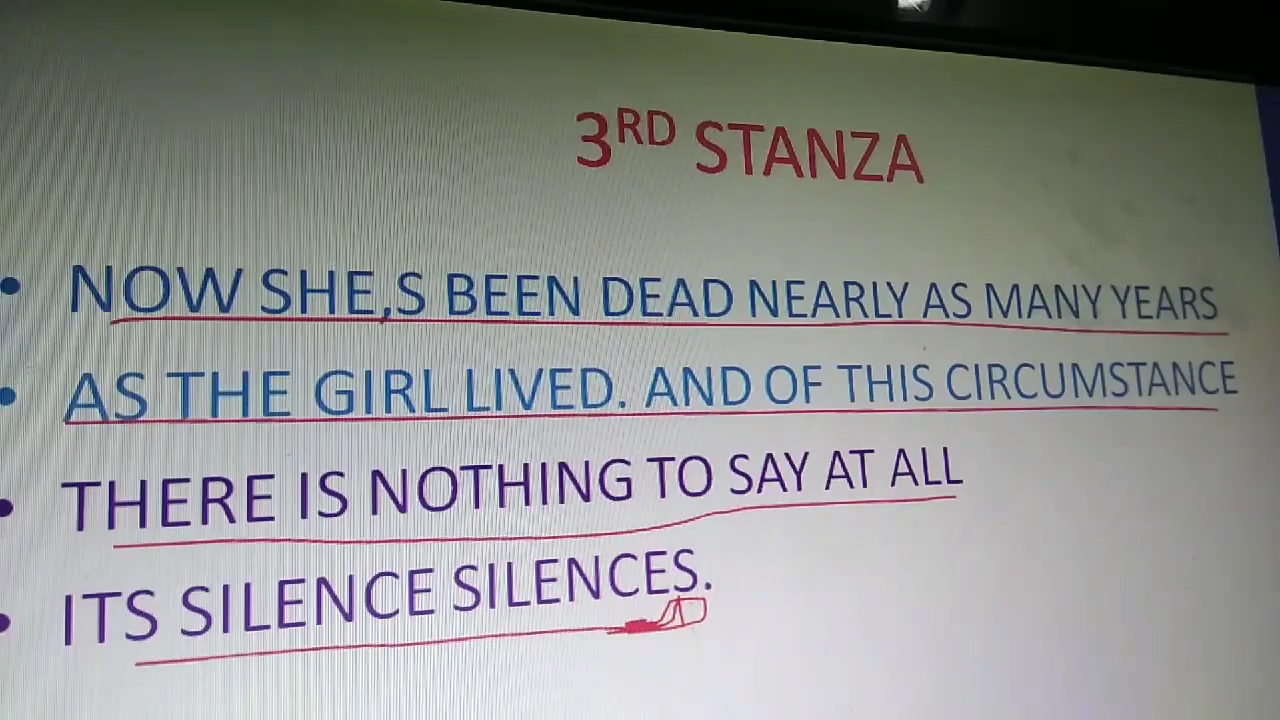 3RD STANZA
• NOW SHE,S BEEN DEAD NEARLY AS MANY YEARS
• AS THE GIRL LIVED. AND OF THIS CIRCUMSTANCE
• THERE IS NOTHING TO SAY AT ALL
• ITS SILENCE SILENCES.